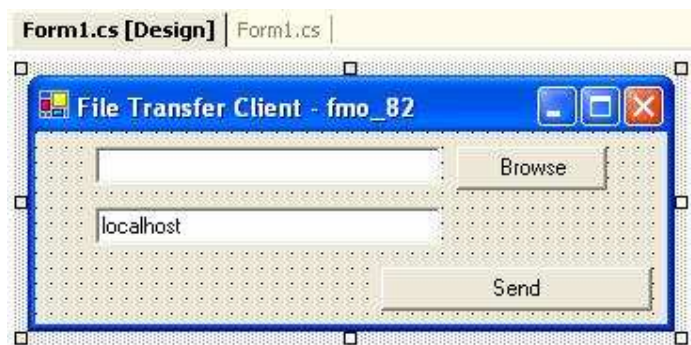 Form1.cs [Design] Form1.cs
File Transfer Client - fmo_82
Browse
localhost
Send